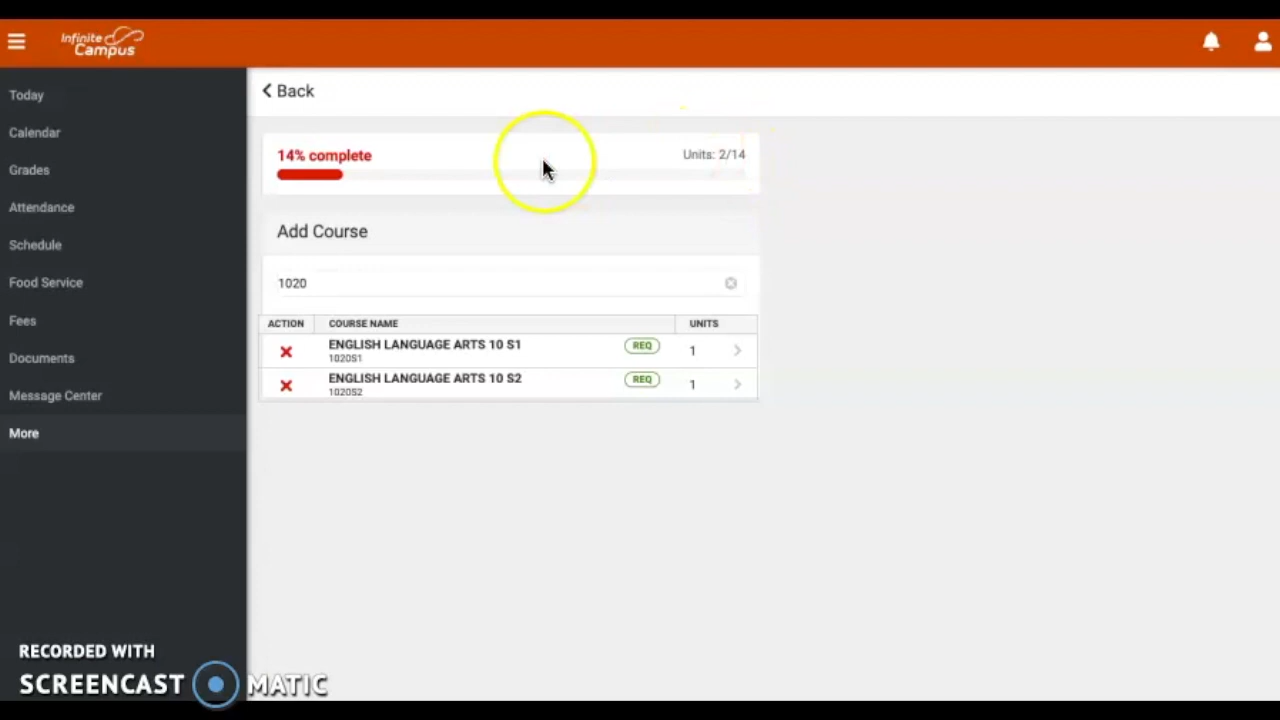 Infinite
Campus
Today
Calendar
Grades
Attendance
Schedule
Food Service
Fees
Documents
Message Center
More
Back
14% complete
Units: 2/14
Add Course
1020
ACTION COURSE NAME UNITS
ENGLISH LANGUAGE ARTS 10 S1 REQ 1
1020S1
ENGLISH LANGUAGE ARTS 10 S2 REQ 1
1020S2
RECORDED WITH
SCREENCAST MATIC